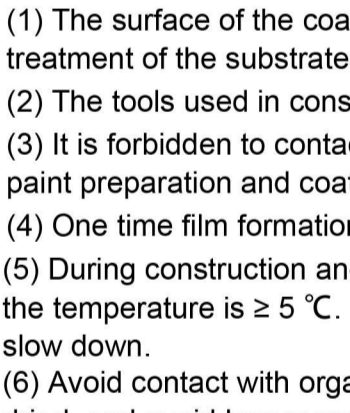 (1) The surface of the coa
treatment of the substrate
(2) The tools used in cons
(3) It is forbidden to conta
paint preparation and coa
(4) One time film formation
(5) During construction an
the temperature is ≥ 5 ℃.
slow down.
(6) Avoid contact with orga